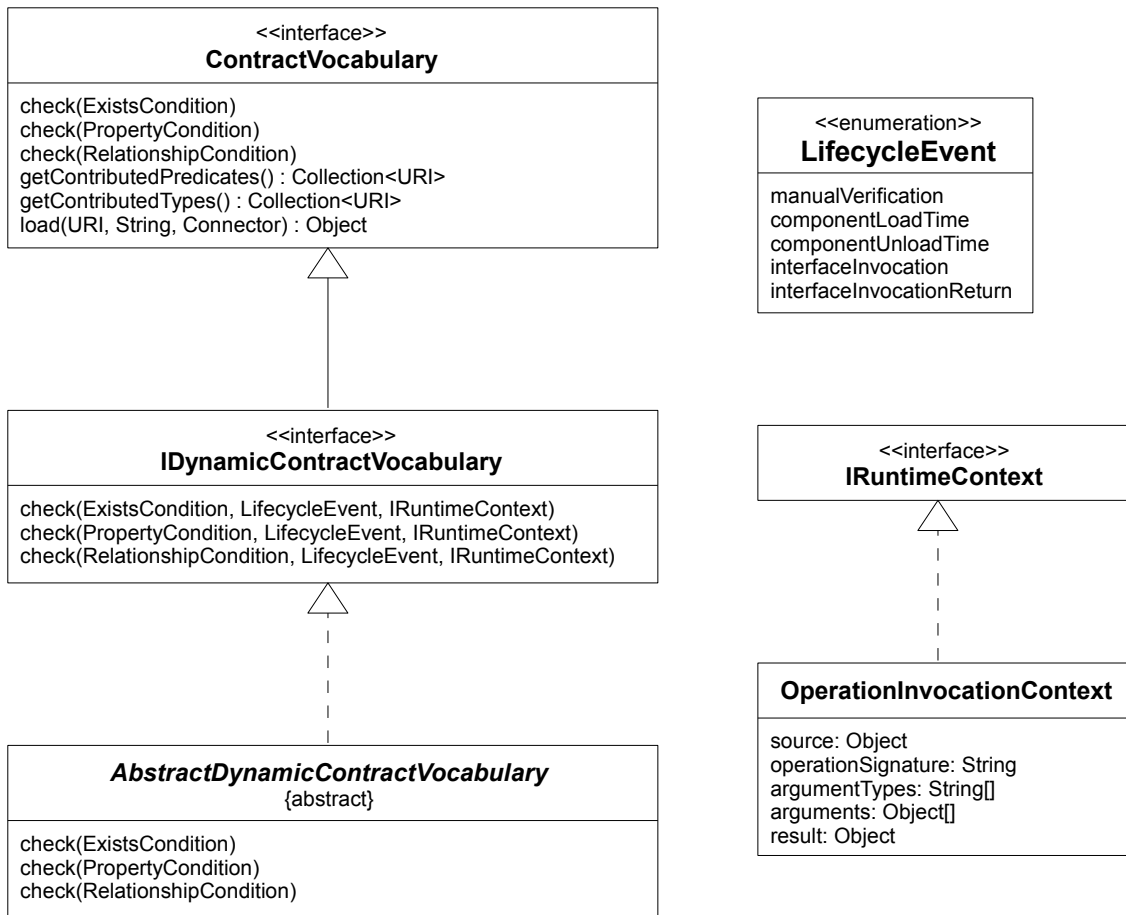 <<interface>>
ContractVocabulary
check(ExistsCondition)
check(PropertyCondition)
check(RelationshipCondition)
getContributedPredicates() : Collection<URI>
getContributedTypes() : Collection<URI>
load(URI, String, Connector) : Object
<<enumeration>>
LifecycleEvent
manualVerification
componentLoadTime
componentUnloadTime
interfaceInvocation
interfaceInvocationReturn
<<interface>>
IDynamicContractVocabulary
check(ExistsCondition, LifecycleEvent, IRuntimeContext)
check(PropertyCondition, LifecycleEvent, IRuntimeContext)
check(RelationshipCondition, LifecycleEvent, IRuntimeContext)
<<interface>>
IRuntimeContext
AbstractDynamicContractVocabulary
{abstract}
check(ExistsCondition)
check(PropertyCondition)
check(RelationshipCondition)
OperationInvocationContext
source: Object
operationSignature: String
argumentTypes: String[]
arguments: Object[]
result: Object